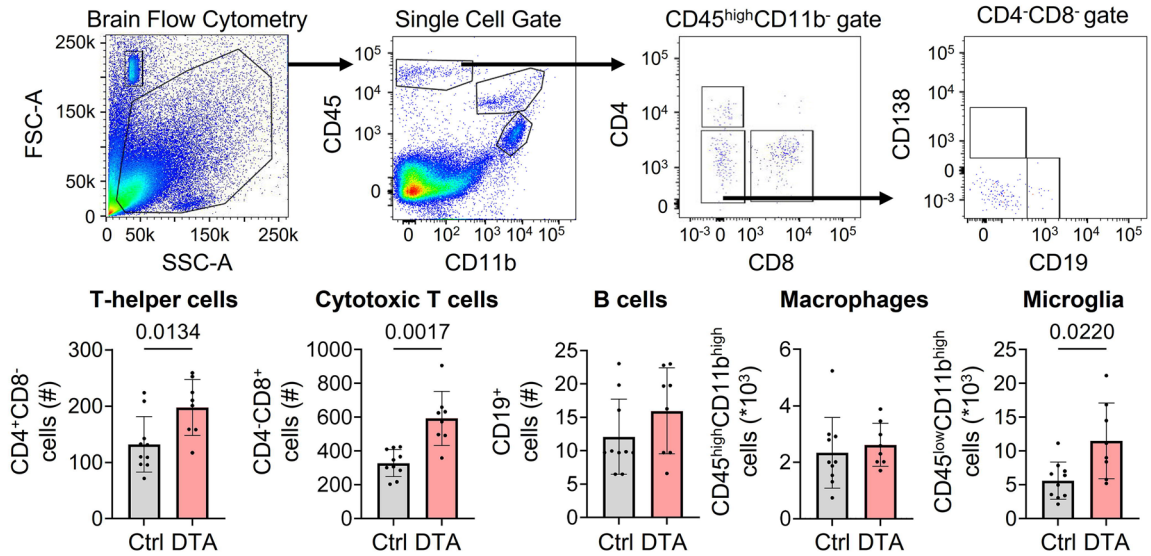 Brain Flow Cytometry
Single Cell Gate
CD45highCD11b- gate
CD4-CD8- gate
FSC-A
250k
150k
50k
0
0 50k 150k 250k
SSC-A
CD45
10⁵
10⁴
10³
0
0 10² 10³ 10⁴ 10⁵
CD11b
CD4
10⁵
10⁴
10³
0
10⁻³ 0 10³ 10⁴ 10⁵
CD8
CD138
10⁵
10⁴
10³
0
10⁻³
0 10³ 10⁴ 10⁵
CD19
T-helper cells
0.0134
CD4⁺CD8⁻
cells (#)
300
200
100
0
Ctrl DTA
Cytotoxic T cells
0.0017
CD4⁻CD8⁺
cells (#)
1000
800
600
400
200
0
Ctrl DTA
B cells
CD19⁺
cells (#)
25
20
15
10
5
0
Ctrl DTA
Macrophages
CD45highCD11bhigh
cells (*10³)
6
4
2
0
Ctrl DTA
Microglia
0.0220
CD45lowCD11bhigh
cells (*10³)
25
20
15
10
5
0
Ctrl DTA